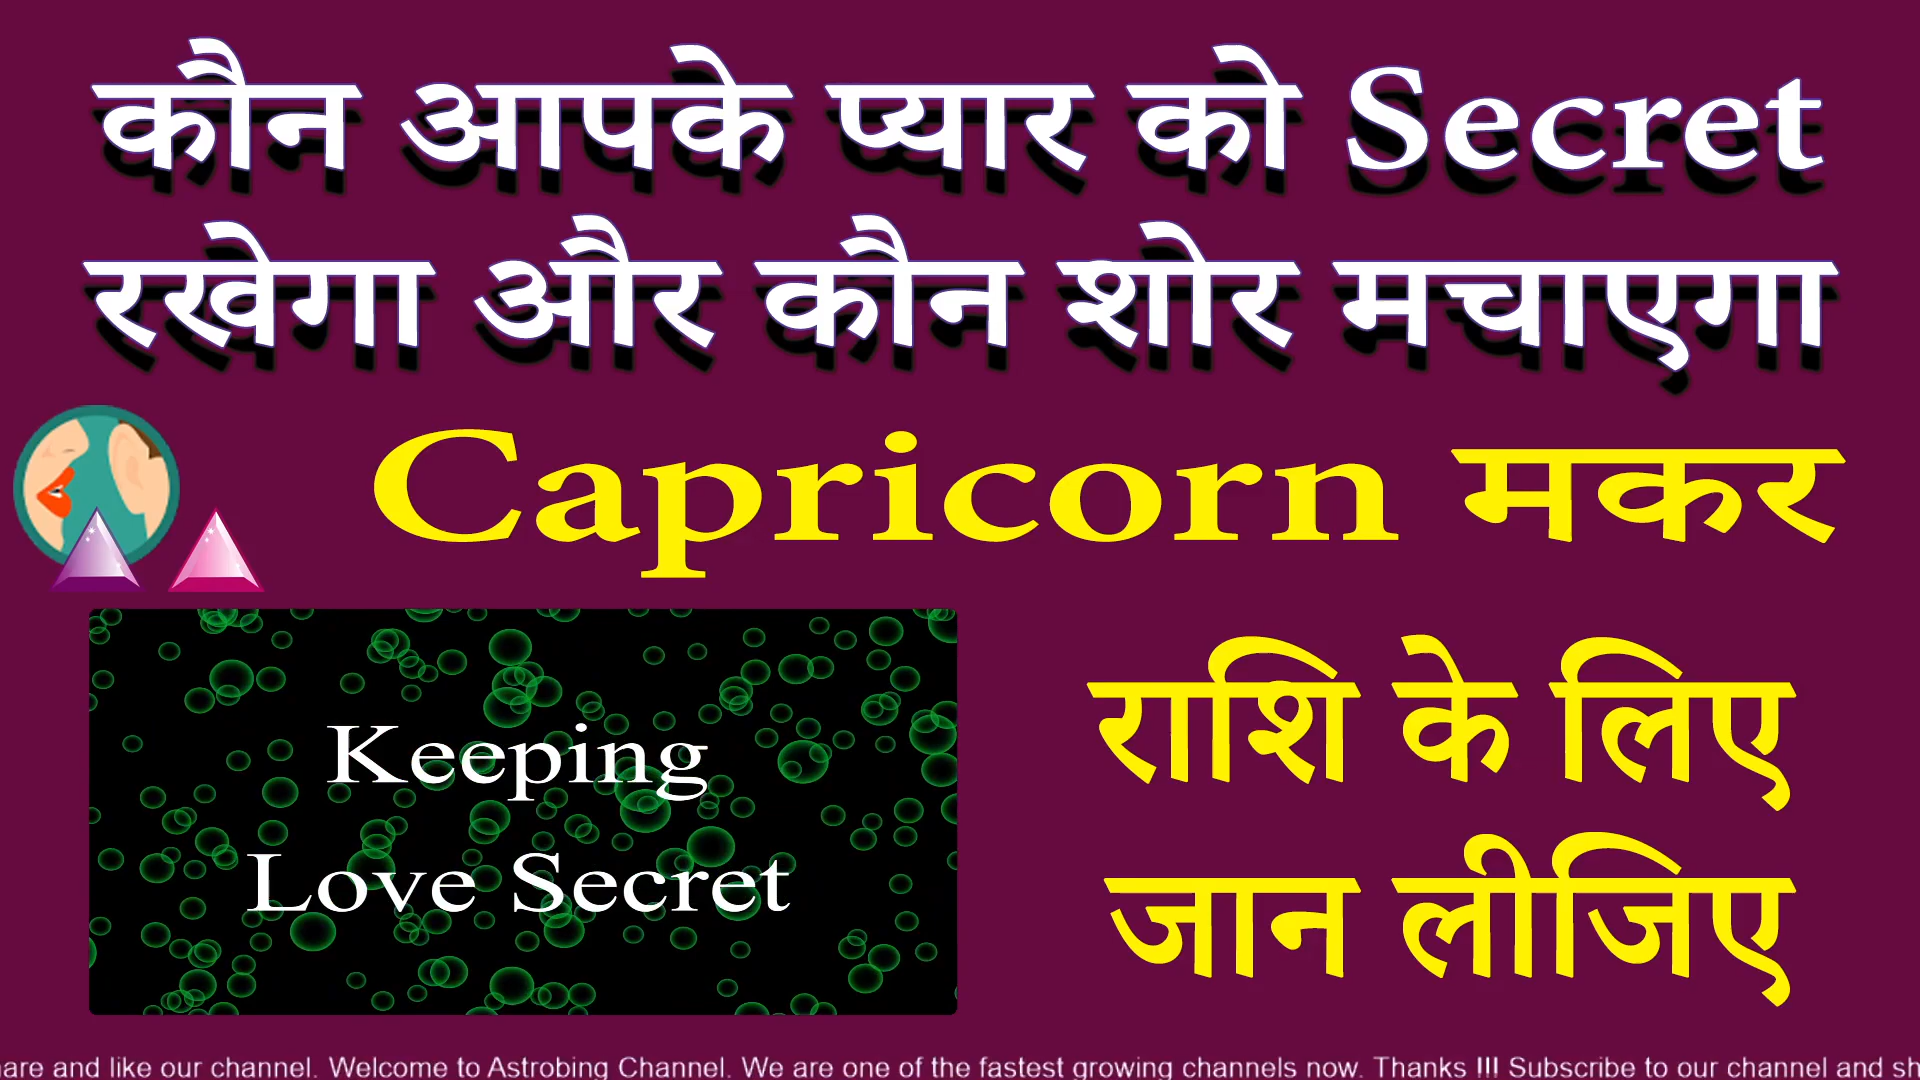 कौन आपके प्यार को Secret
रखेगा और कौन शोर मचाएगा
Capricorn मकर
राशि के लिए
जान लीजिए
Keeping
Love Secret
are and like our channel. Welcome to Astrobing Channel. We are one of the fastest growing channels now. Thanks !!! Subscribe to our channel and sh